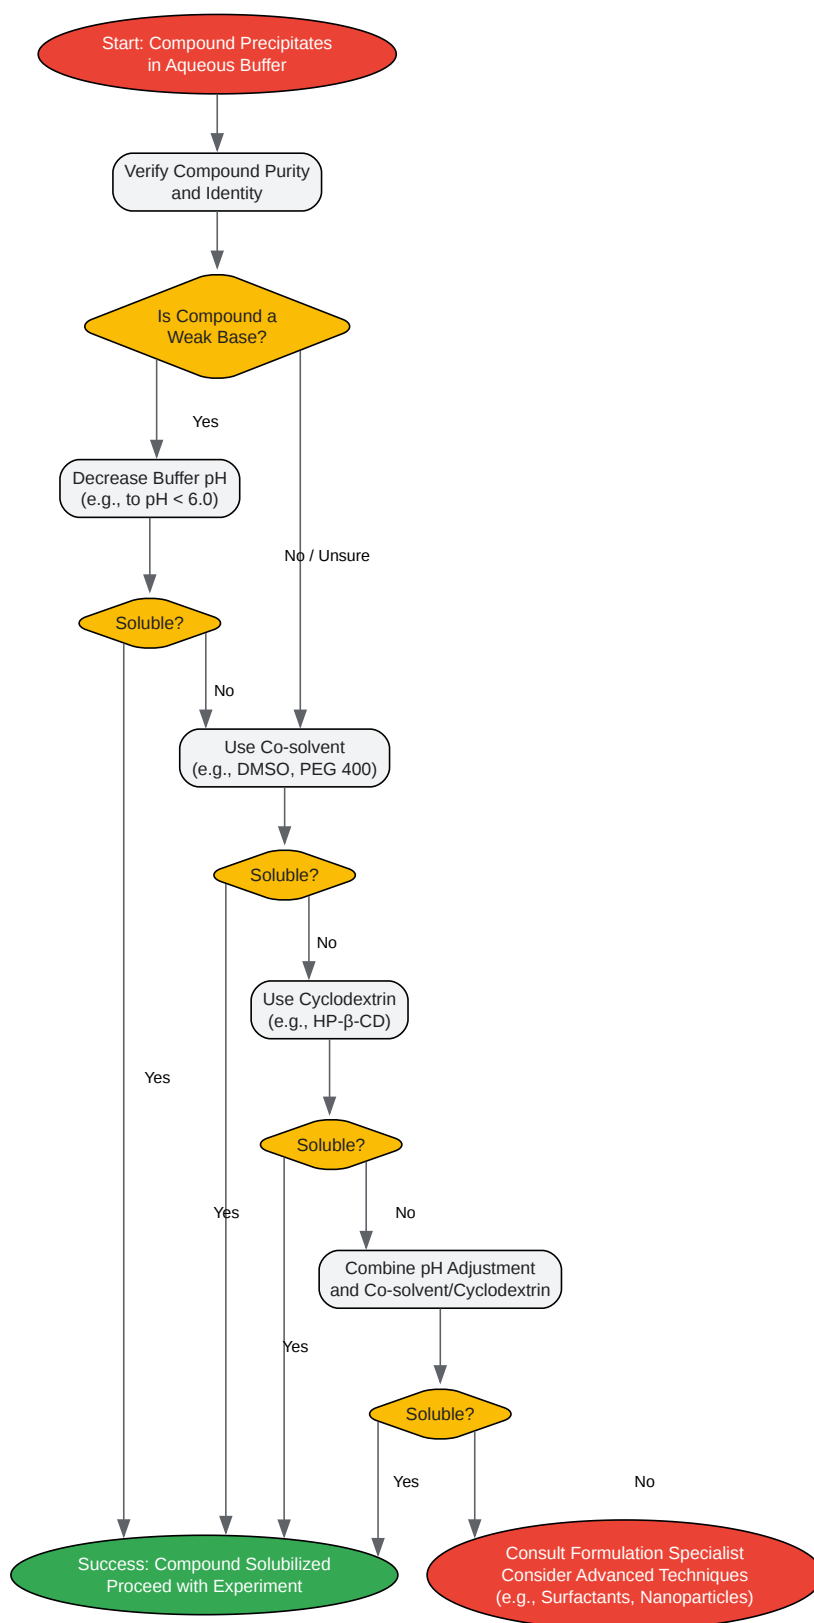 Start: Compound Precipitates
in Aqueous Buffer
Verify Compound Purity
and Identity
Is Compound a
Weak Base?
Yes
Decrease Buffer pH
(e.g., to pH < 6.0)
No / Unsure
Soluble?
No
Use Co-solvent
(e.g., DMSO, PEG 400)
Soluble?
No
Use Cyclodextrin
(e.g., HP-β-CD)
Yes
Soluble?
Yes
No
Combine pH Adjustment
and Co-solvent/Cyclodextrin
Yes
Soluble?
Yes
No
Success: Compound Solubilized
Proceed with Experiment
Consult Formulation Specialist
Consider Advanced Techniques
(e.g., Surfactants, Nanoparticles)